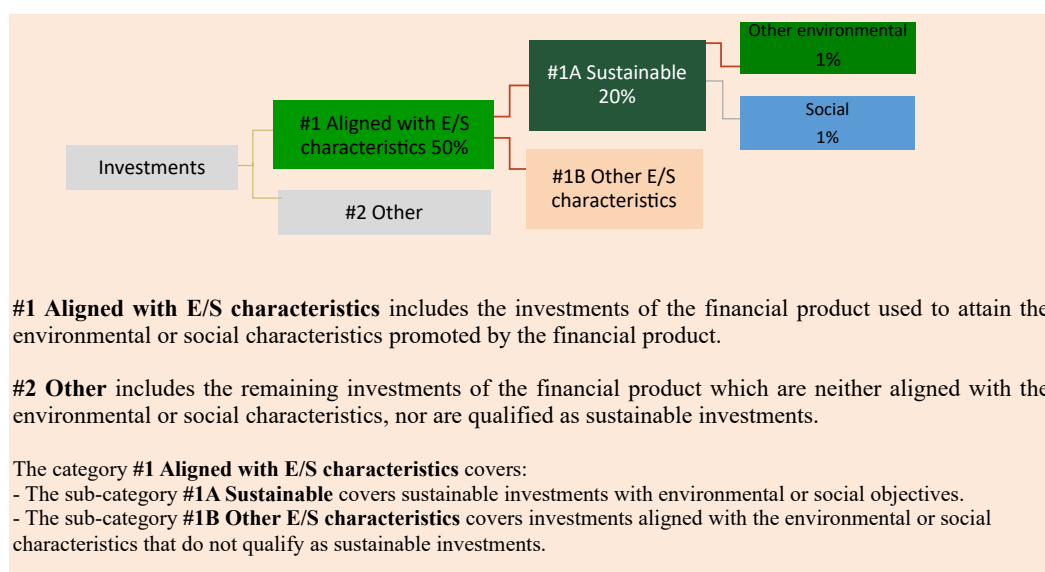 Other environmental
1%
#1A Sustainable
20%
Social
1%
#1 Aligned with E/S
characteristics 50%
Investments
#1B Other E/S
characteristics
#2 Other
#1 Aligned with E/S characteristics includes the investments of the financial product used to attain the
environmental or social characteristics promoted by the financial product.
#2 Other includes the remaining investments of the financial product which are neither aligned with the
environmental or social characteristics, nor are qualified as sustainable investments.
The category #1 Aligned with E/S characteristics covers:
- The sub-category #1A Sustainable covers sustainable investments with environmental or social objectives.
- The sub-category #1B Other E/S characteristics covers investments aligned with the environmental or social
characteristics that do not qualify as sustainable investments.